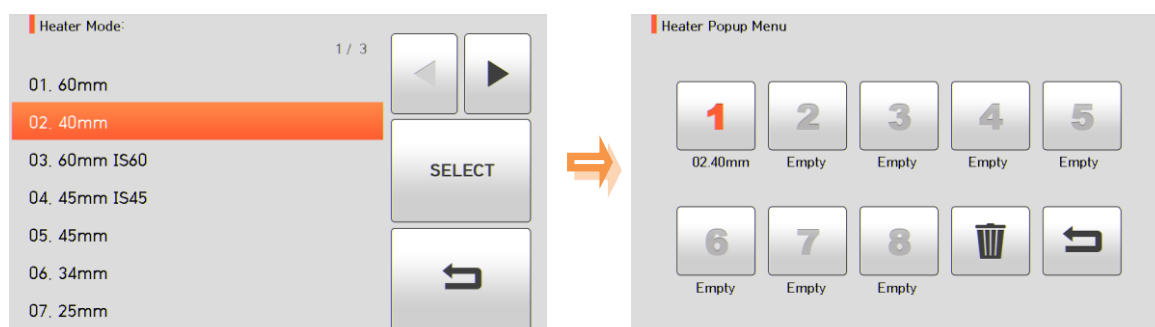 Heater Mode:
1/ 3
01. 60mm
02. 40mm
03. 60mm IS60
04. 45mm IS45
05. 45mm
06. 34mm
07. 25mm
SELECT
Heater Popup Menu
1 2 3 4 5
02.40mm Empty Empty Empty Empty
6 7 8
Empty Empty Empty